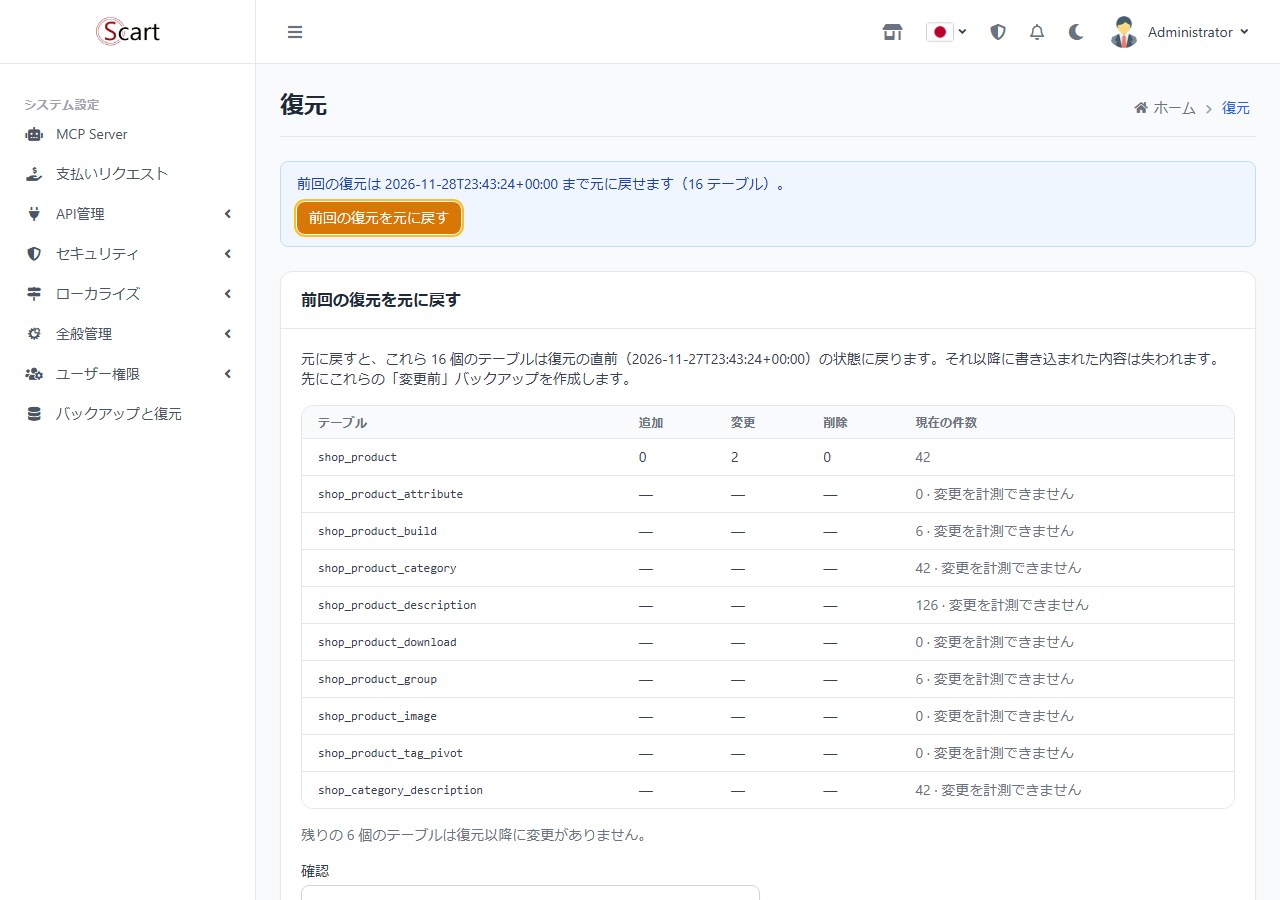 Scart
Administrator
システム設定
MCP Server
支払いリクエスト
API管理
セキュリティ
ローカライズ
全般管理
ユーザー権限
バックアップと復元
復元
ホーム
復元
前回の復元は 2026-11-28T23:43:24+00:00 まで元に戻せます（16 テーブル）。
前回の復元を元に戻す
前回の復元を元に戻す
元に戻すと、これら 16 個のテーブルは復元の直前（2026-11-27T23:43:24+00:00）の状態に戻ります。それ以降に書き込まれた内容は失われます。
先にこれらの「変更前」バックアップを作成します。
テーブル 追加 変更 削除 現在の件数
shop_product 0 2 0 42
shop_product_attribute — — — 0 · 変更を計測できません
shop_product_build — — — 6 · 変更を計測できません
shop_product_category — — — 42 · 変更を計測できません
shop_product_description — — — 126 · 変更を計測できません
shop_product_download — — — 0 · 変更を計測できません
shop_product_group — — — 6 · 変更を計測できません
shop_product_image — — — 0 · 変更を計測できません
shop_product_tag_pivot — — — 0 · 変更を計測できません
shop_category_description — — — 42 · 変更を計測できません
残りの 6 個のテーブルは復元以降に変更がありません。
確認